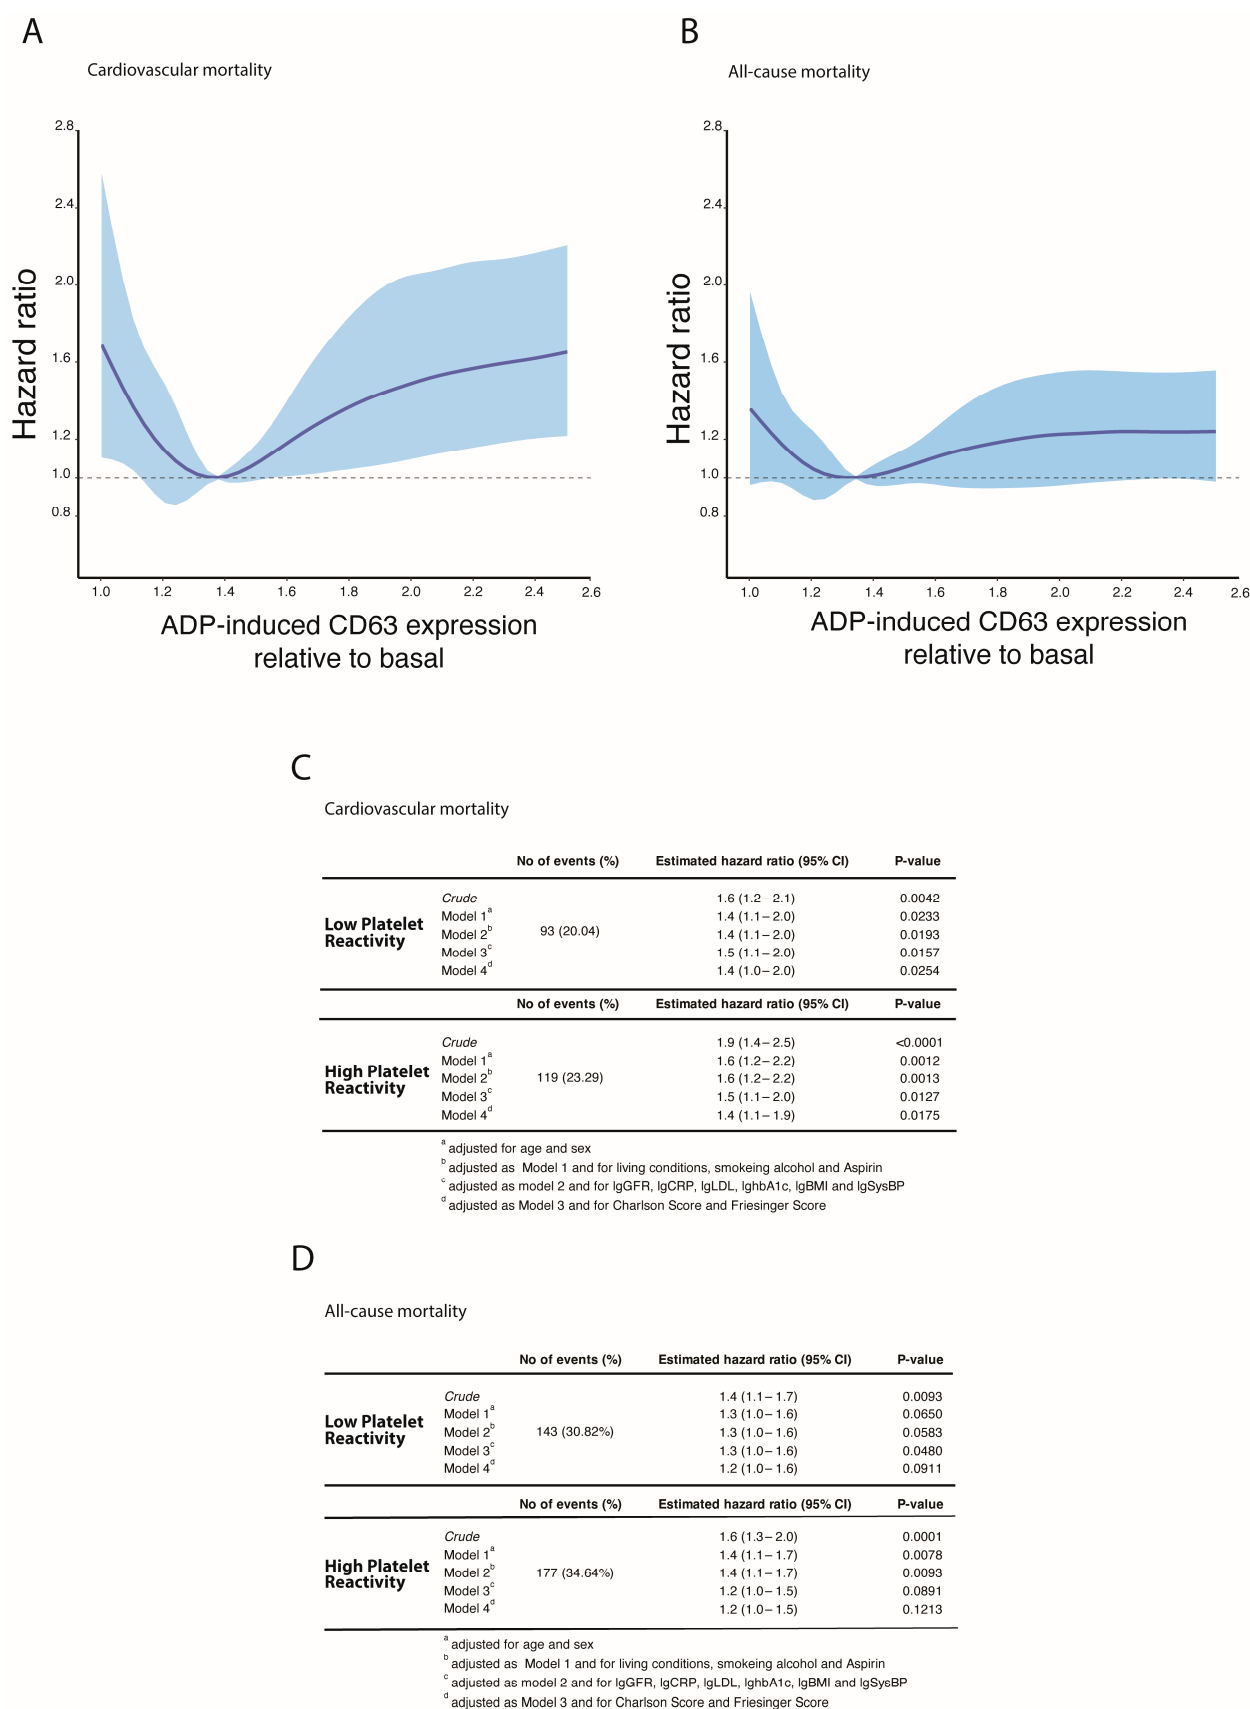 A
Cardiovascular mortality
2.8
2.4
2.0
1.6
1.2
1.0
0.8
Hazard ratio
1.0 1.2 1.4 1.6 1.8 2.0 2.2 2.4 2.6
ADP-induced CD63 expression
relative to basal
B
All-cause mortality
2.8
2.4
2.0
1.6
1.2
1.0
0.8
Hazard ratio
1.0 1.2 1.4 1.6 1.8 2.0 2.2 2.4 2.6
ADP-induced CD63 expression
relative to basal
C
Cardiovascular mortality
No of events (%) Estimated hazard ratio (95% CI) P-value
Low Platelet
Reactivity
93 (20.04)
Crude 1.6 (1.2 – 2.1) 0.0042
Model 1a 1.4 (1.1 – 2.0) 0.0233
Model 2b 1.4 (1.1 – 2.0) 0.0193
Model 3c 1.5 (1.1 – 2.0) 0.0157
Model 4d 1.4 (1.0 – 2.0) 0.0254
No of events (%) Estimated hazard ratio (95% CI) P-value
High Platelet
Reactivity
119 (23.29)
Crude 1.9 (1.4 – 2.5) <0.0001
Model 1a 1.6 (1.2 – 2.2) 0.0012
Model 2b 1.6 (1.2 – 2.2) 0.0013
Model 3c 1.5 (1.1 – 2.0) 0.0127
Model 4d 1.4 (1.1 – 1.9) 0.0175
a adjusted for age and sex
b adjusted as Model 1 and for living conditions, smokeing alcohol and Aspirin
c adjusted as model 2 and for lgGFR, lgCRP, lgLDL, lghbA1c, lgBMI and lgSysBP
d adjusted as Model 3 and for Charlson Score and Friesinger Score
D
All-cause mortality
No of events (%) Estimated hazard ratio (95% CI) P-value
Low Platelet
Reactivity
143 (30.82%)
Crude 1.4 (1.1 – 1.7) 0.0093
Model 1a 1.3 (1.0 – 1.6) 0.0650
Model 2b 1.3 (1.0 – 1.6) 0.0583
Model 3c 1.3 (1.0 – 1.6) 0.0480
Model 4d 1.2 (1.0 – 1.6) 0.0911
No of events (%) Estimated hazard ratio (95% CI) P-value
High Platelet
Reactivity
177 (34.64%)
Crude 1.6 (1.3 – 2.0) 0.0001
Model 1a 1.4 (1.1 – 1.7) 0.0078
Model 2b 1.4 (1.1 – 1.7) 0.0093
Model 3c 1.2 (1.0 – 1.5) 0.0891
Model 4d 1.2 (1.0 – 1.5) 0.1213
a adjusted for age and sex
b adjusted as Model 1 and for living conditions, smokeing alcohol and Aspirin
c adjusted as model 2 and for lgGFR, lgCRP, lgLDL, lghbA1c, lgBMI and lgSysBP
d adjusted as Model 3 and for Charlson Score and Friesinger Score